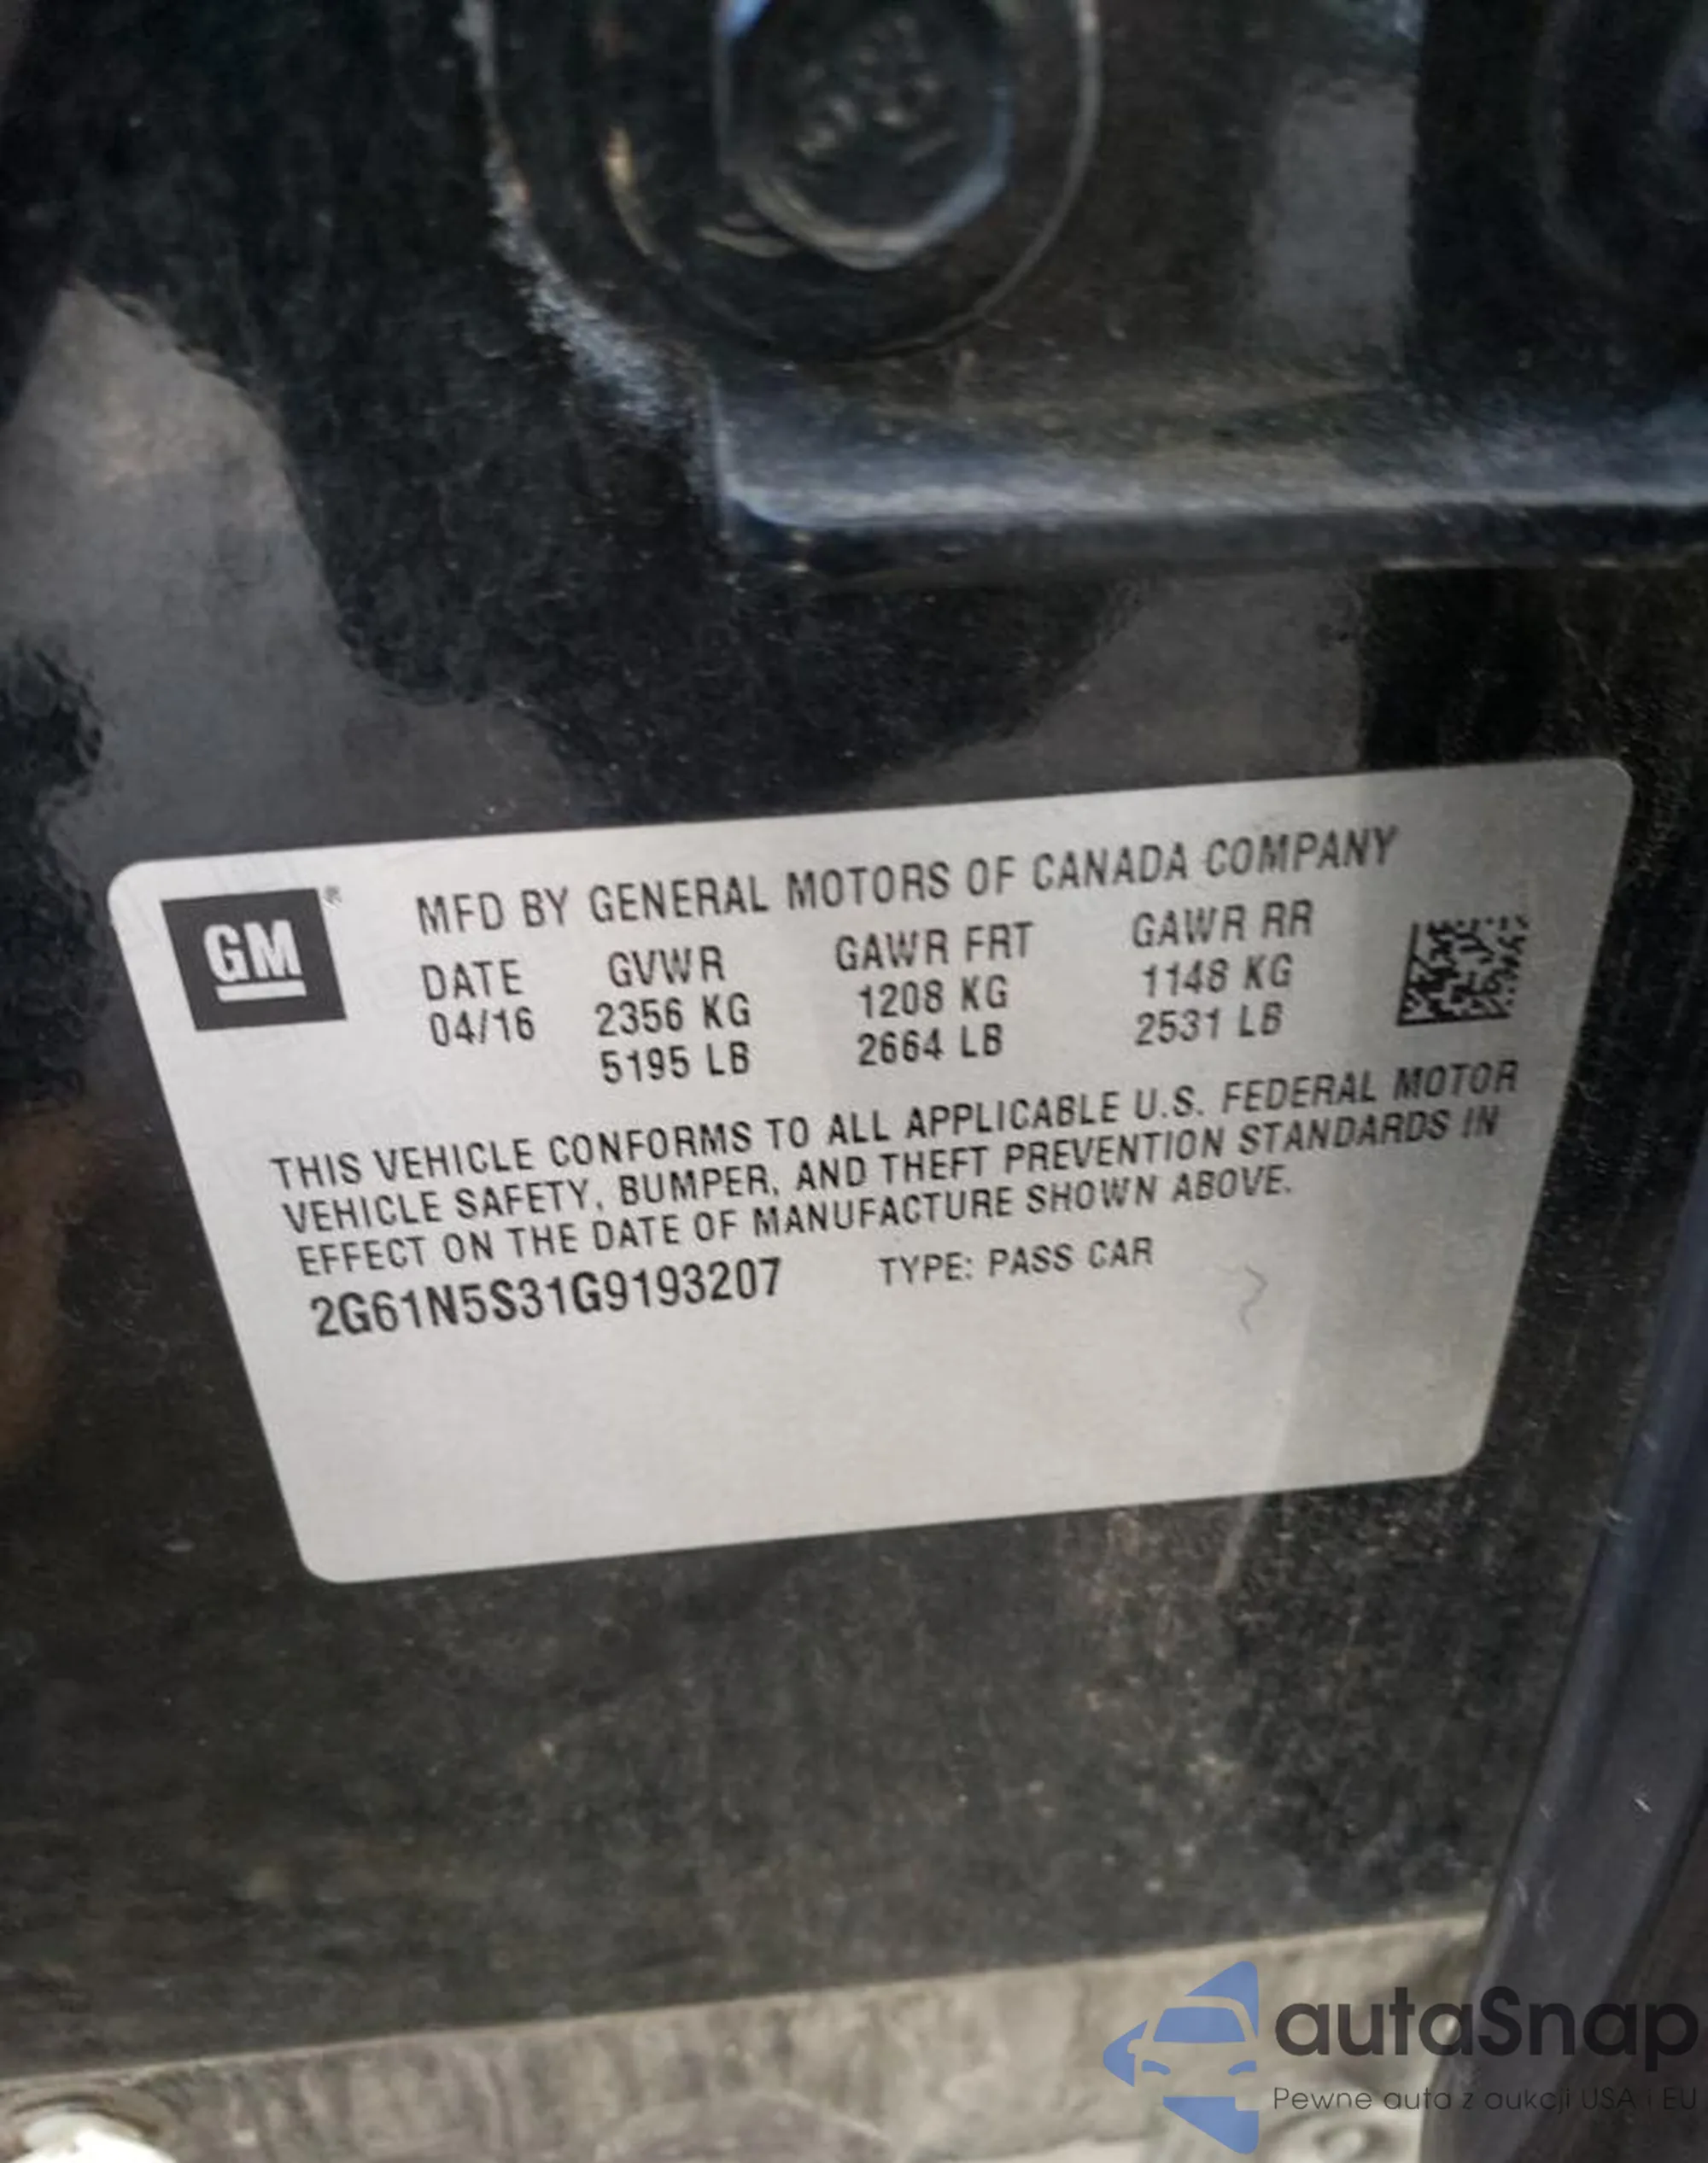 GM ®
MFD BY GENERAL MOTORS OF CANADA COMPANY
DATE GVWR GAWR FRT GAWR RR
04/16 2356 KG 1208 KG 1148 KG
5195 LB 2664 LB 2531 LB
THIS VEHICLE CONFORMS TO ALL APPLICABLE U.S. FEDERAL MOTOR
VEHICLE SAFETY, BUMPER, AND THEFT PREVENTION STANDARDS IN
EFFECT ON THE DATE OF MANUFACTURE SHOWN ABOVE.
2G61N5S31G9193207 TYPE: PASS CAR
autaSnap
Pewne auta z aukcji USA i EU